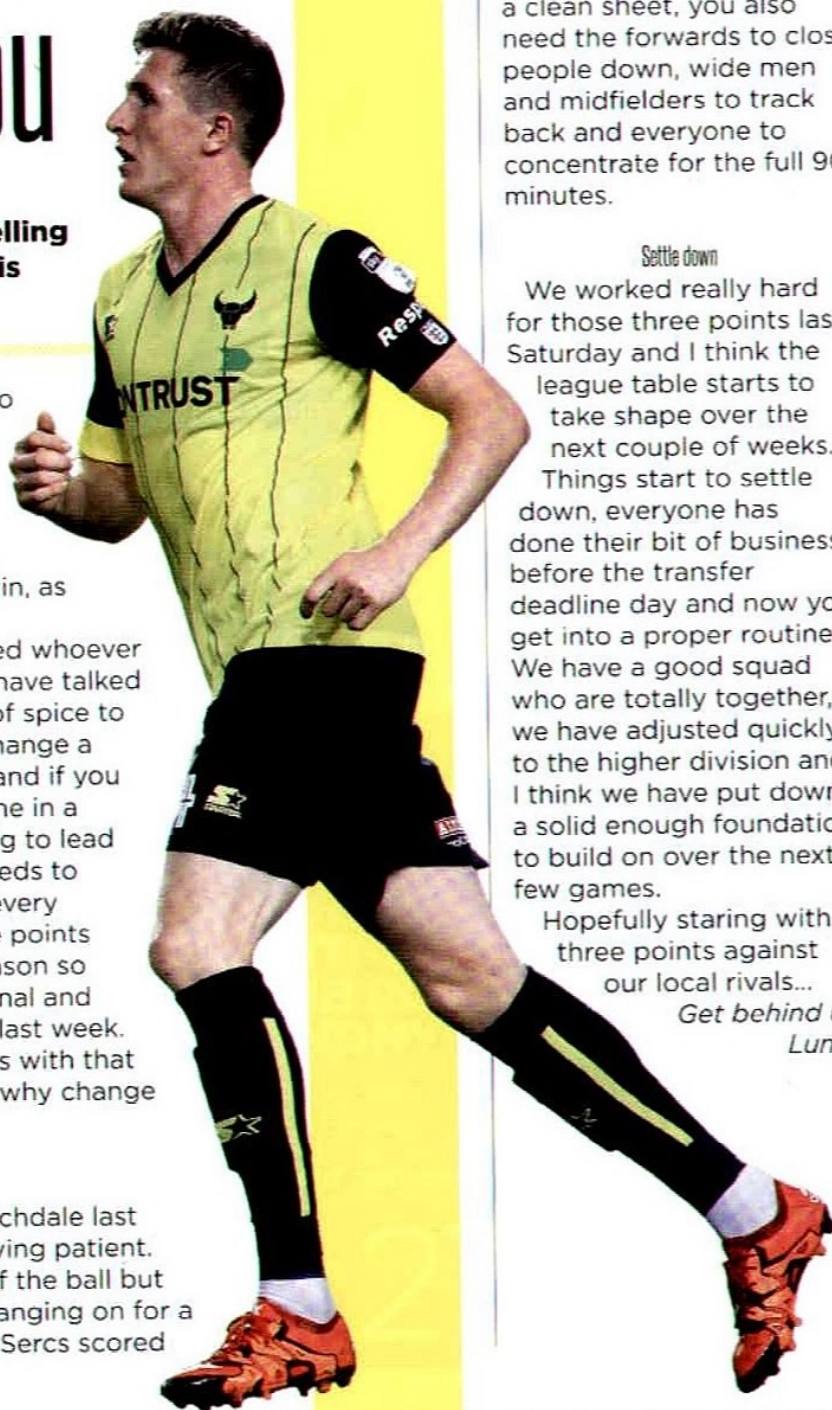 ou
elling
is
o
in, as
ed whoever
have talked
of spice to
hange a
and if you
ne in a
g to lead
eds to
every
points
son so
nal and
last week.
s with that
why change
chdale last
ying patient.
f the ball but
anging on for a
Sercs scored
Resp
NTRUST
a clean sheet, you also
need the forwards to clos
people down, wide men
and midfielders to track
back and everyone to
concentrate for the full 90
minutes.
Settle down
We worked really hard
for those three points las
Saturday and I think the
league table starts to
take shape over the
next couple of weeks.
Things start to settle
down, everyone has
done their bit of business
before the transfer
deadline day and now yo
get into a proper routine
We have a good squad
who are totally together,
we have adjusted quickly
to the higher division and
I think we have put down
a solid enough foundatio
to build on over the next
few games.
Hopefully staring with
three points against
our local rivals...
Get behind
Lun
2